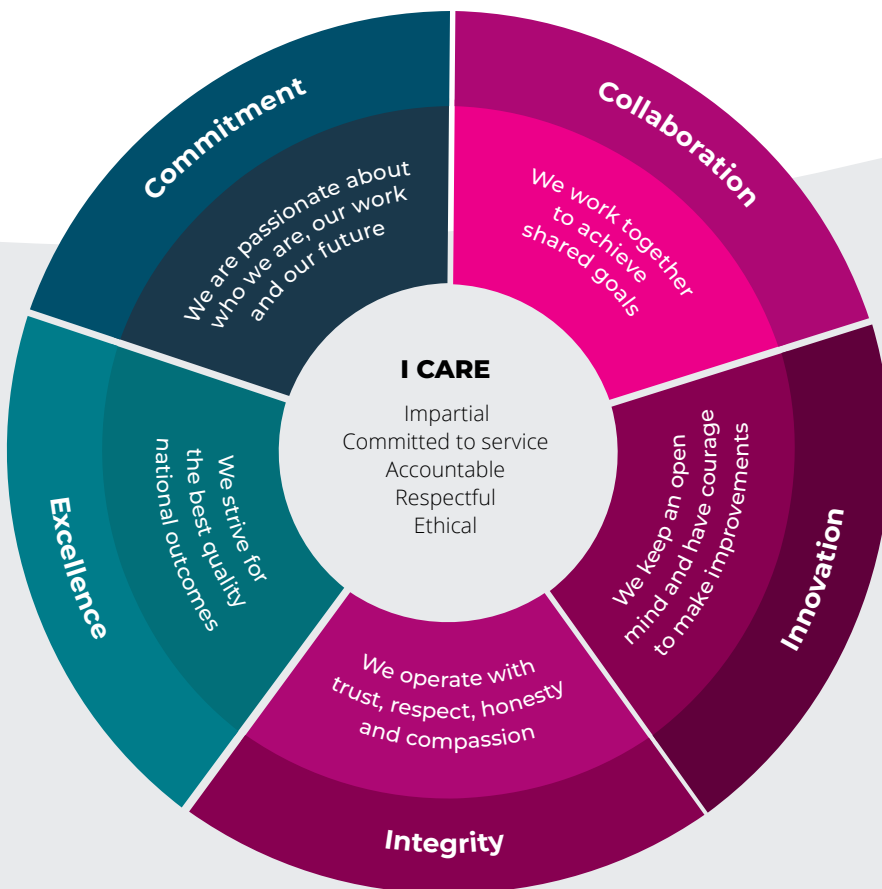 Commitment
We are passionate about
who we are, our work
and our future
Collaboration
We work together
to achieve
shared goals
Innovation
We keep an open
mind and have courage
to make improvements
Integrity
We operate with
trust, respect, honesty
and compassion
Excellence
We strive for
the best quality
national outcomes
I CARE
Impartial
Committed to service
Accountable
Respectful
Ethical